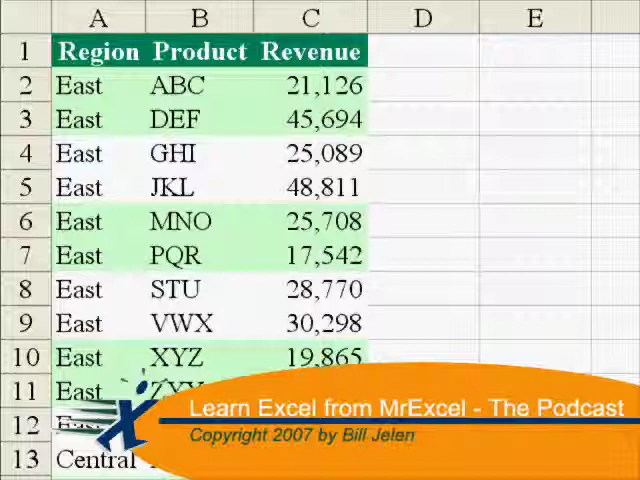 A B C D E
1 Region Product Revenue
2 East ABC 21,126
3 East DEF 45,694
4 East GHI 25,089
5 East JKL 48,811
6 East MNO 25,708
7 East PQR 17,542
8 East STU 28,770
9 East VWX 30,298
10 East XYZ 19,865
11 East
12 East
13 Central
Learn Excel from MrExcel - The Podcast
Copyright 2007 by Bill Jelen